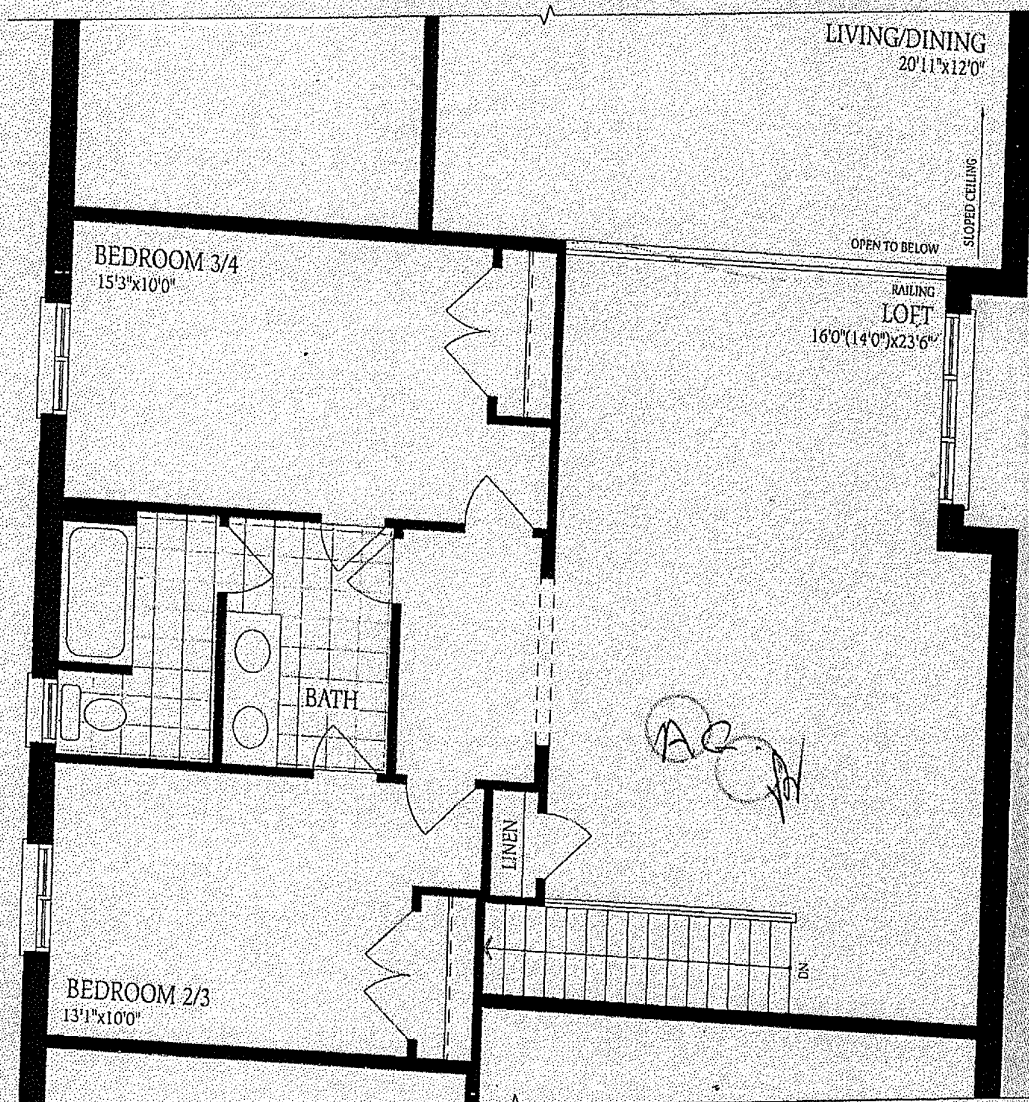 LIVING/DINING
20'11"x12'0"
SLOPED CEILING
OPEN TO BELOW
RAILING
LOFT
16'0"(14'0")x23'6"
BEDROOM 3/4
15'3"x10'0"
BATH
LINEN
DN
BEDROOM 2/3
13'1"x10'0"